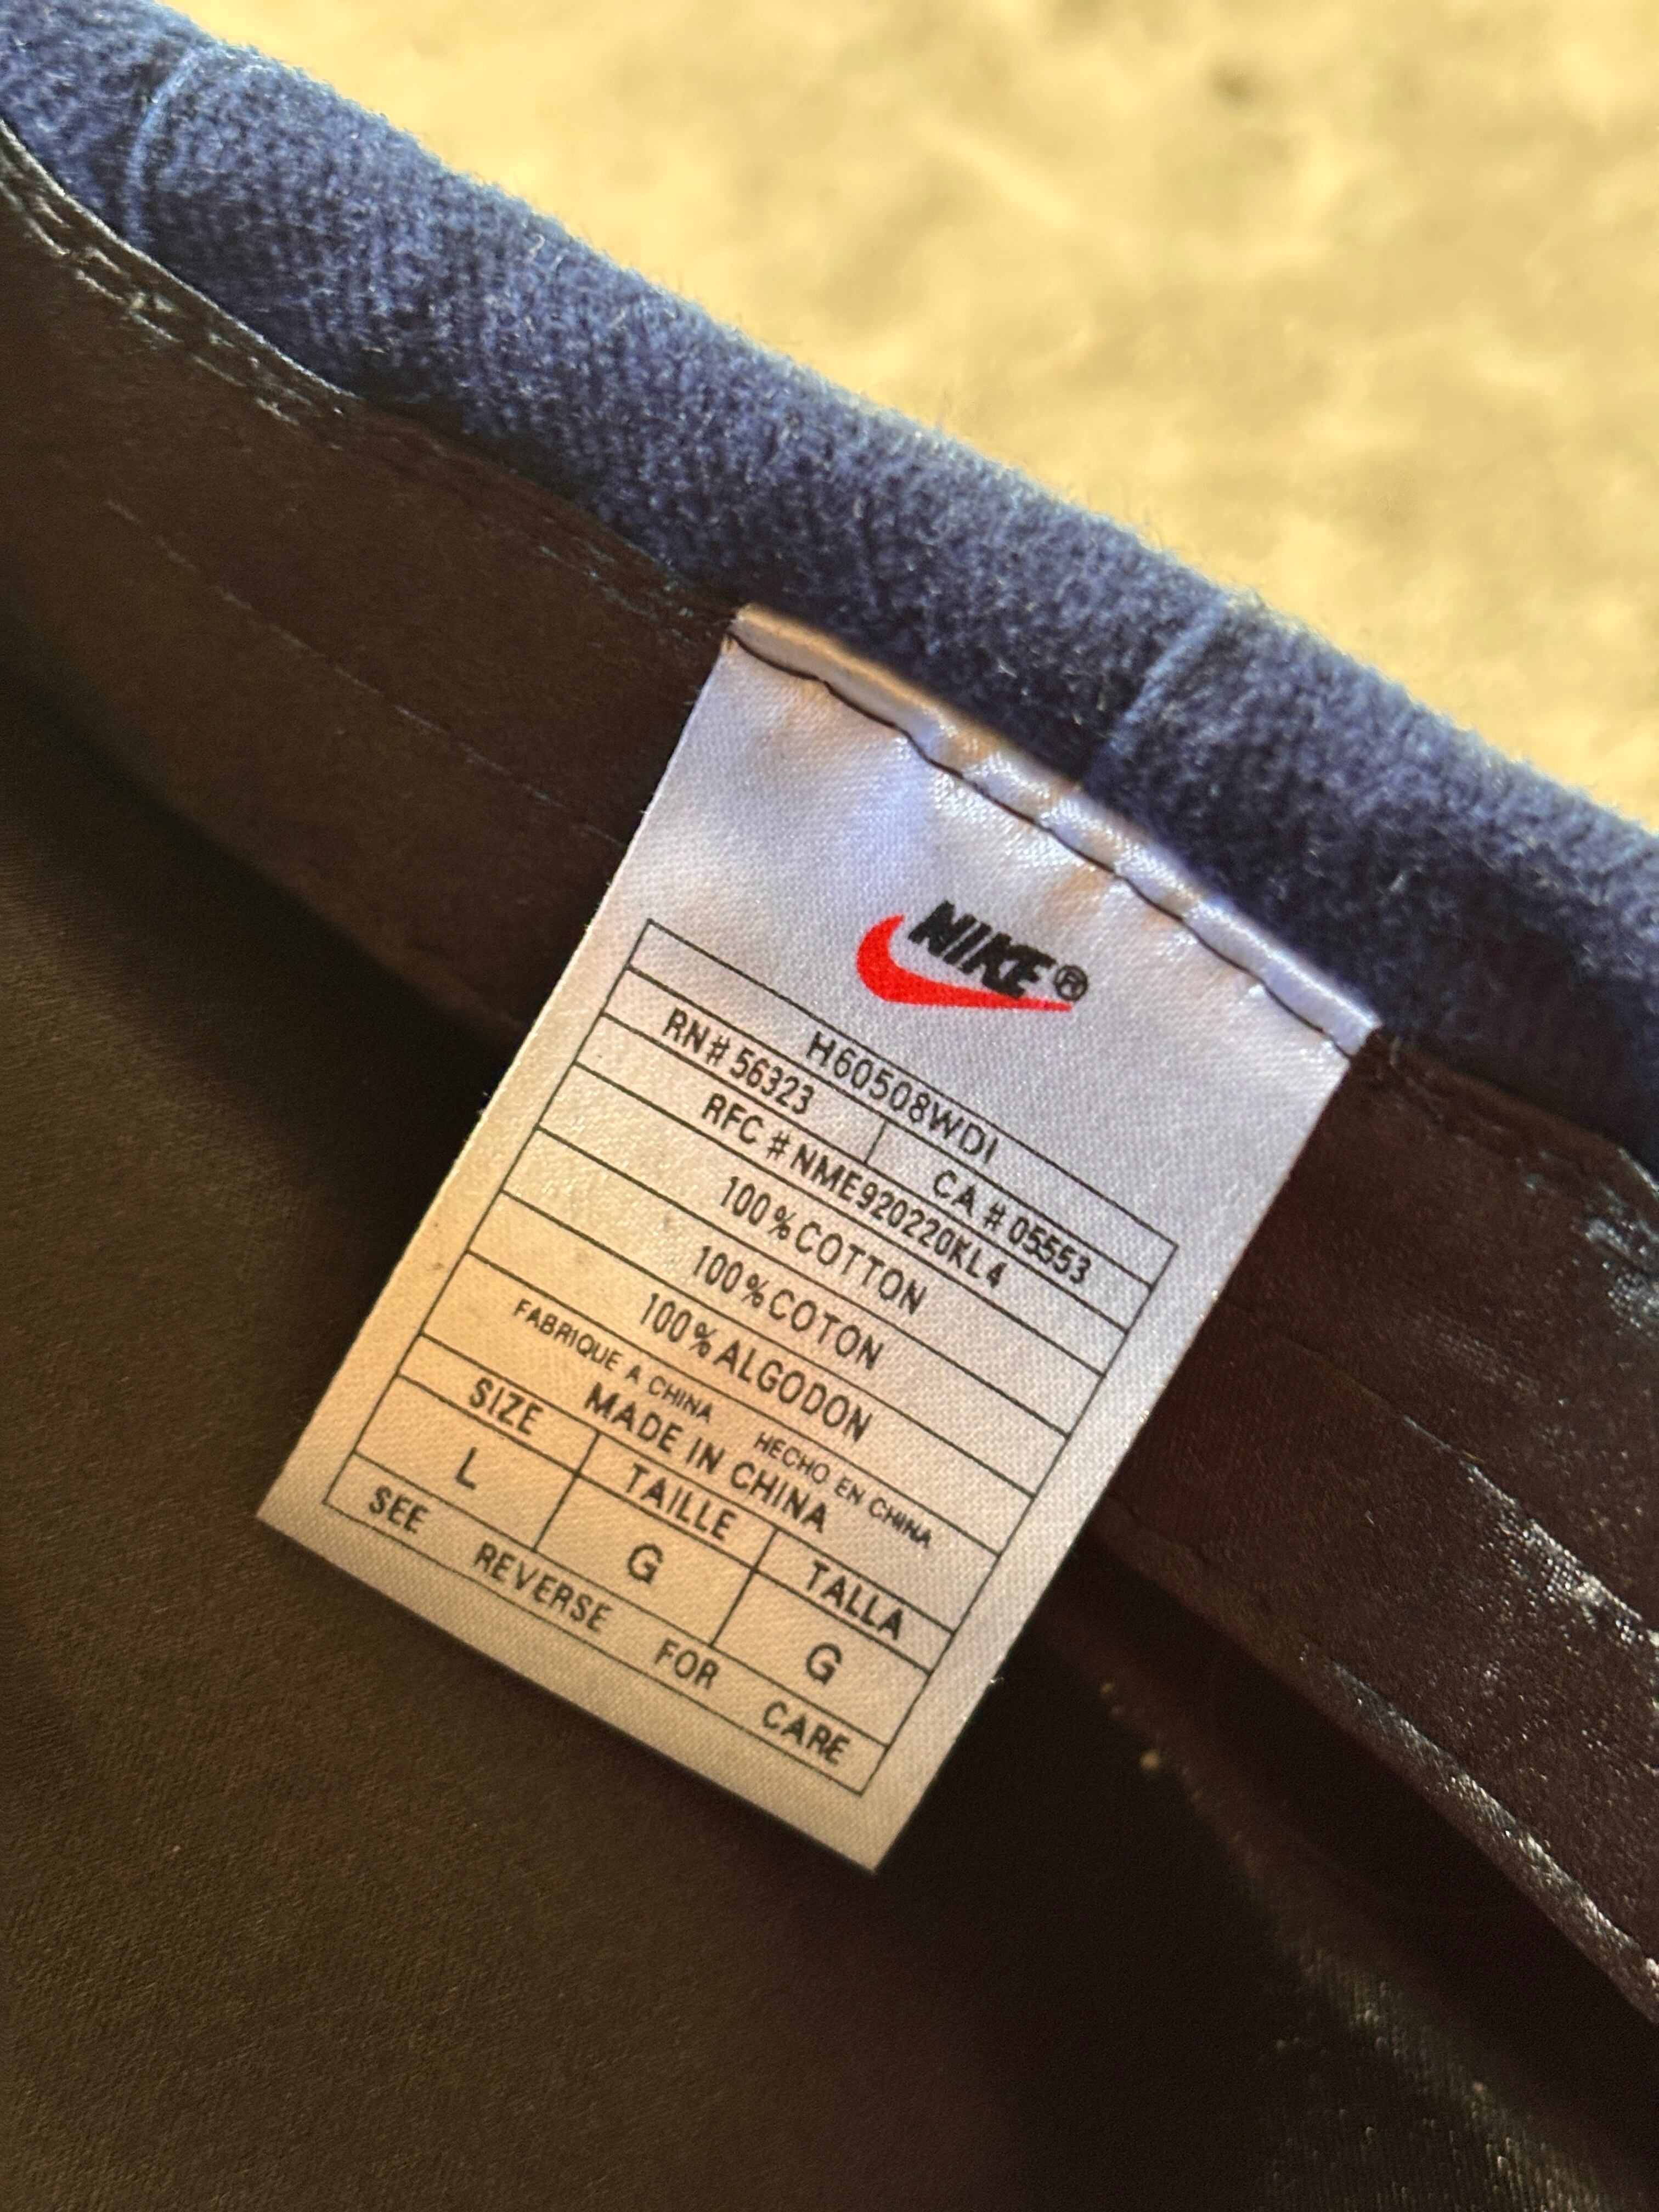 NIKE®
H60508WDI
RN# 56323 CA # 05553
RFC # NME920220KL4
100% COTTON
100% COTON
100% ALGODON
FABRIQUE A CHINA HECHO EN CHINA
MADE IN CHINA
SIZE TAILLE TALLA
L G G
SEE REVERSE FOR CARE